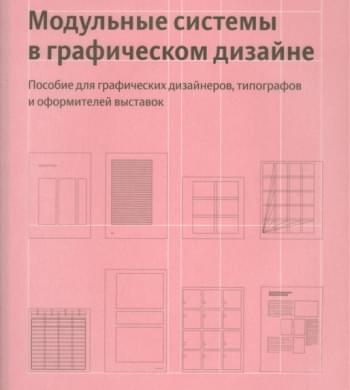 Модульные системы
в графическом дизайне
Пособие для графических дизайнеров, типографов
и оформителей выставок